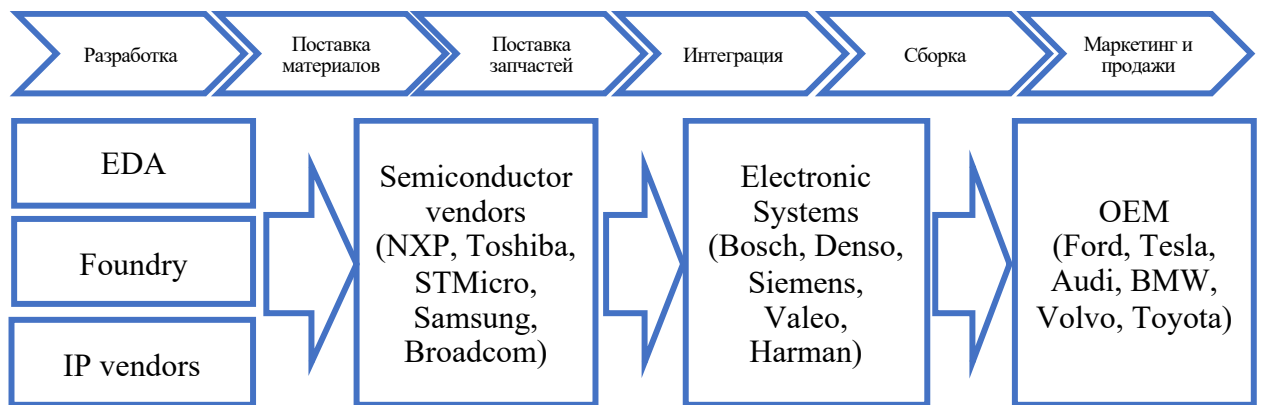 Разработка
Поставка
материалов
Поставка
запчастей
Интеграция
Сборка
Маркетинг и
продажи
EDA
Foundry
IP vendors
Semiconductor
vendors
(NXP, Toshiba,
STMicro,
Samsung,
Broadcom)
Electronic
Systems
(Bosch, Denso,
Siemens,
Valeo,
Harman)
OEM
(Ford, Tesla,
Audi, BMW,
Volvo, Toyota)